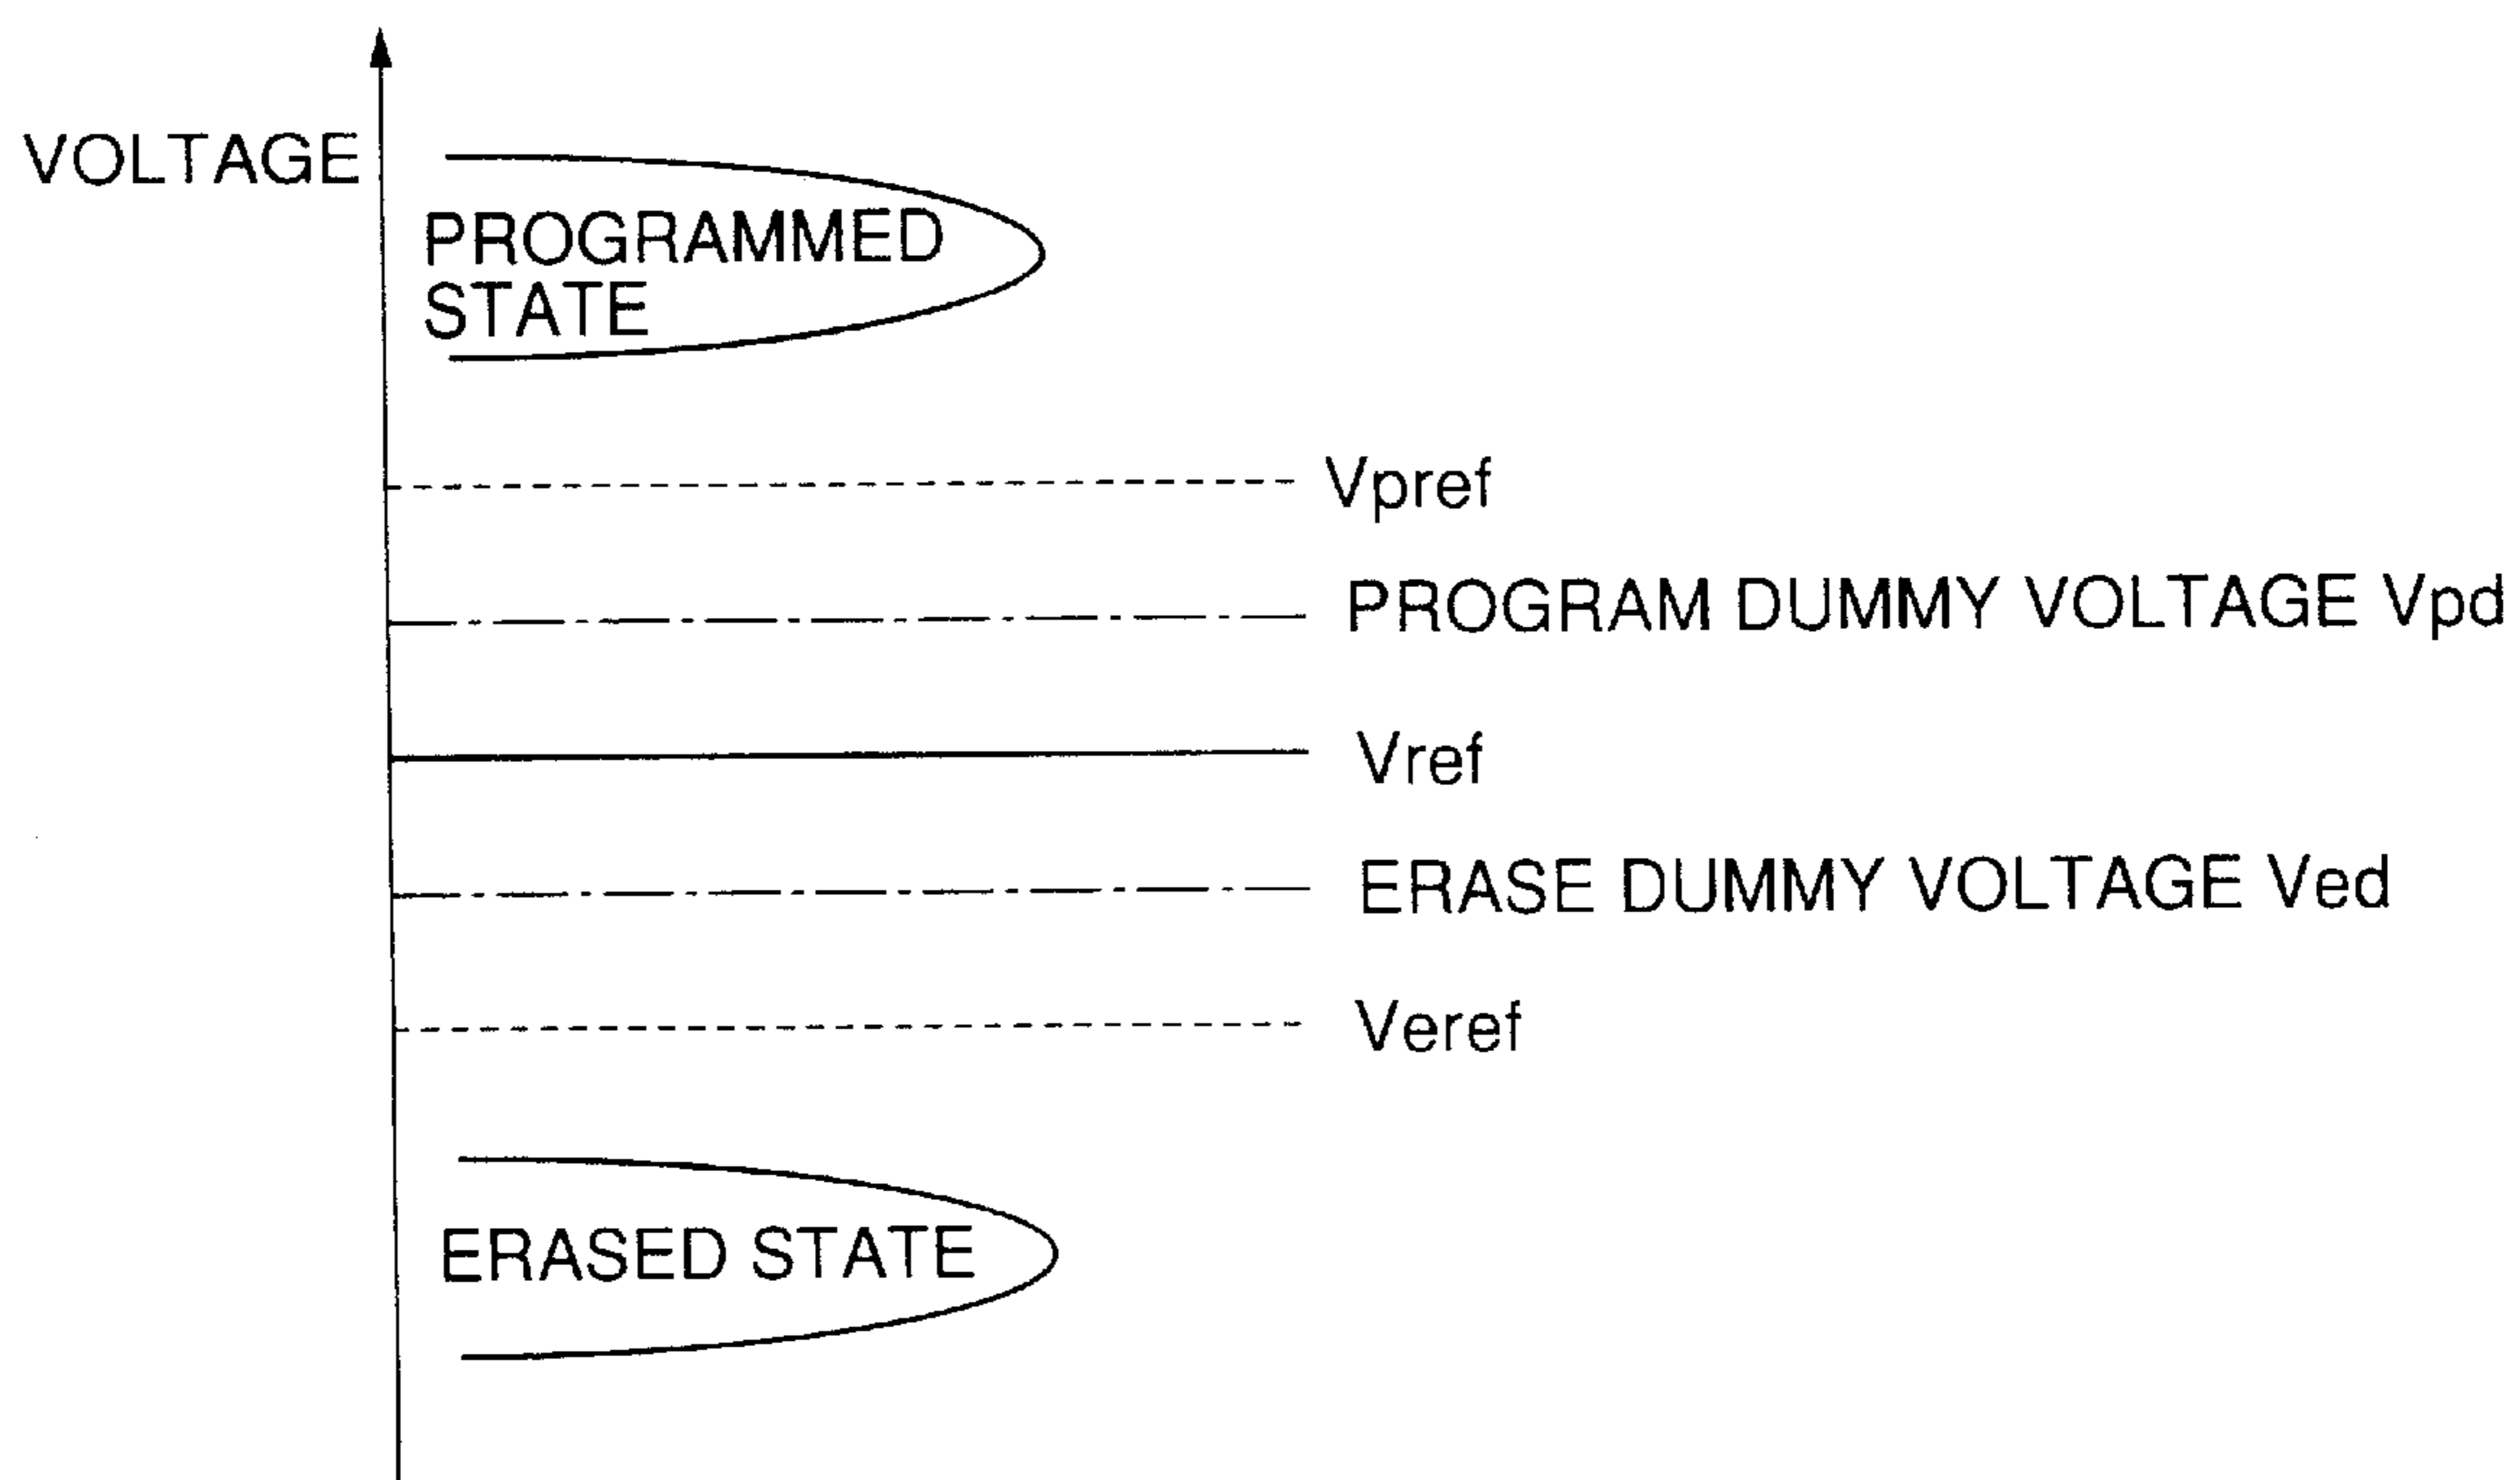 VOLTAGE
PROGRAMMED
STATE
Vpref
PROGRAM DUMMY VOLTAGE Vpd
Vref
ERASE DUMMY VOLTAGE Ved
Veref
ERASED STATE